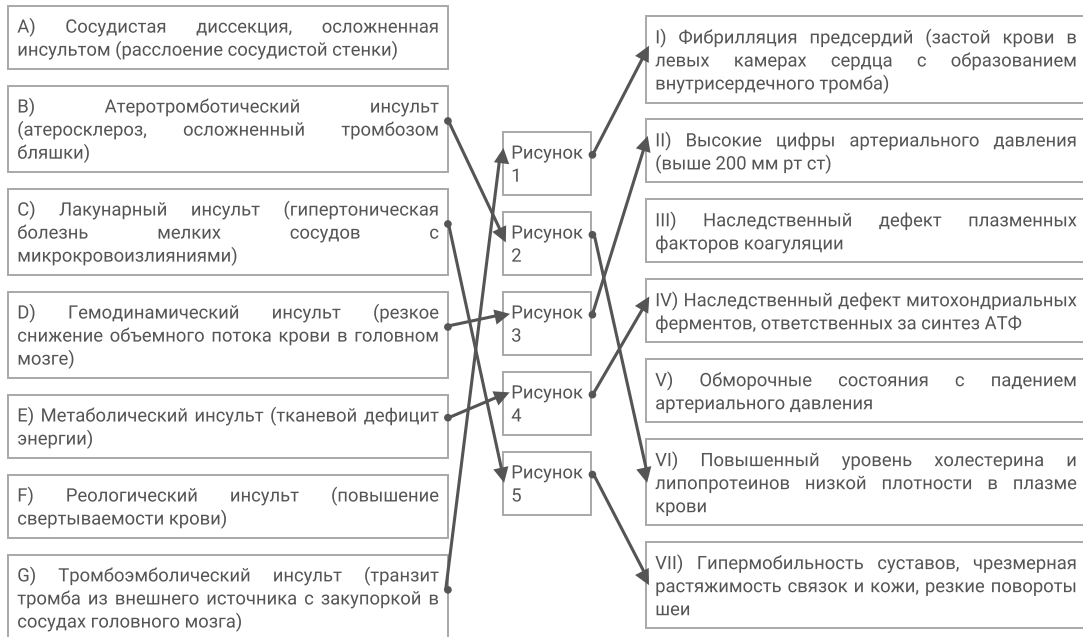 A) Сосудистая диссекция, осложненная
инсультом (расслоение сосудистой стенки)
B) Атеротромботический инсульт
(атеросклероз, осложненный тромбозом
бляшки)
C) Лакунарный инсульт (гипертоническая
болезнь мелких сосудов с
микрокровоизлияниями)
D) Гемодинамический инсульт (резкое
снижение объемного потока крови в головном
мозге)
E) Метаболический инсульт (тканевой дефицит
энергии)
F) Реологический инсульт (повышение
свертываемости крови)
G) Тромбоэмболический инсульт (транзит
тромба из внешнего источника с закупоркой в
сосудах головного мозга)
Рисунок
1
Рисунок
2
Рисунок
3
Рисунок
4
Рисунок
5
I) Фибрилляция предсердий (застой крови в
левых камерах сердца с образованием
внутрисердечного тромба)
II) Высокие цифры артериального давления
(выше 200 мм рт ст)
III) Наследственный дефект плазменных
факторов коагуляции
IV) Наследственный дефект митохондриальных
ферментов, ответственных за синтез АТФ
V) Обморочные состояния с падением
артериального давления
VI) Повышенный уровень холестерина и
липопротеинов низкой плотности в плазме
крови
VII) Гипермобильность суставов, чрезмерная
растяжимость связок и кожи, резкие повороты
шеи